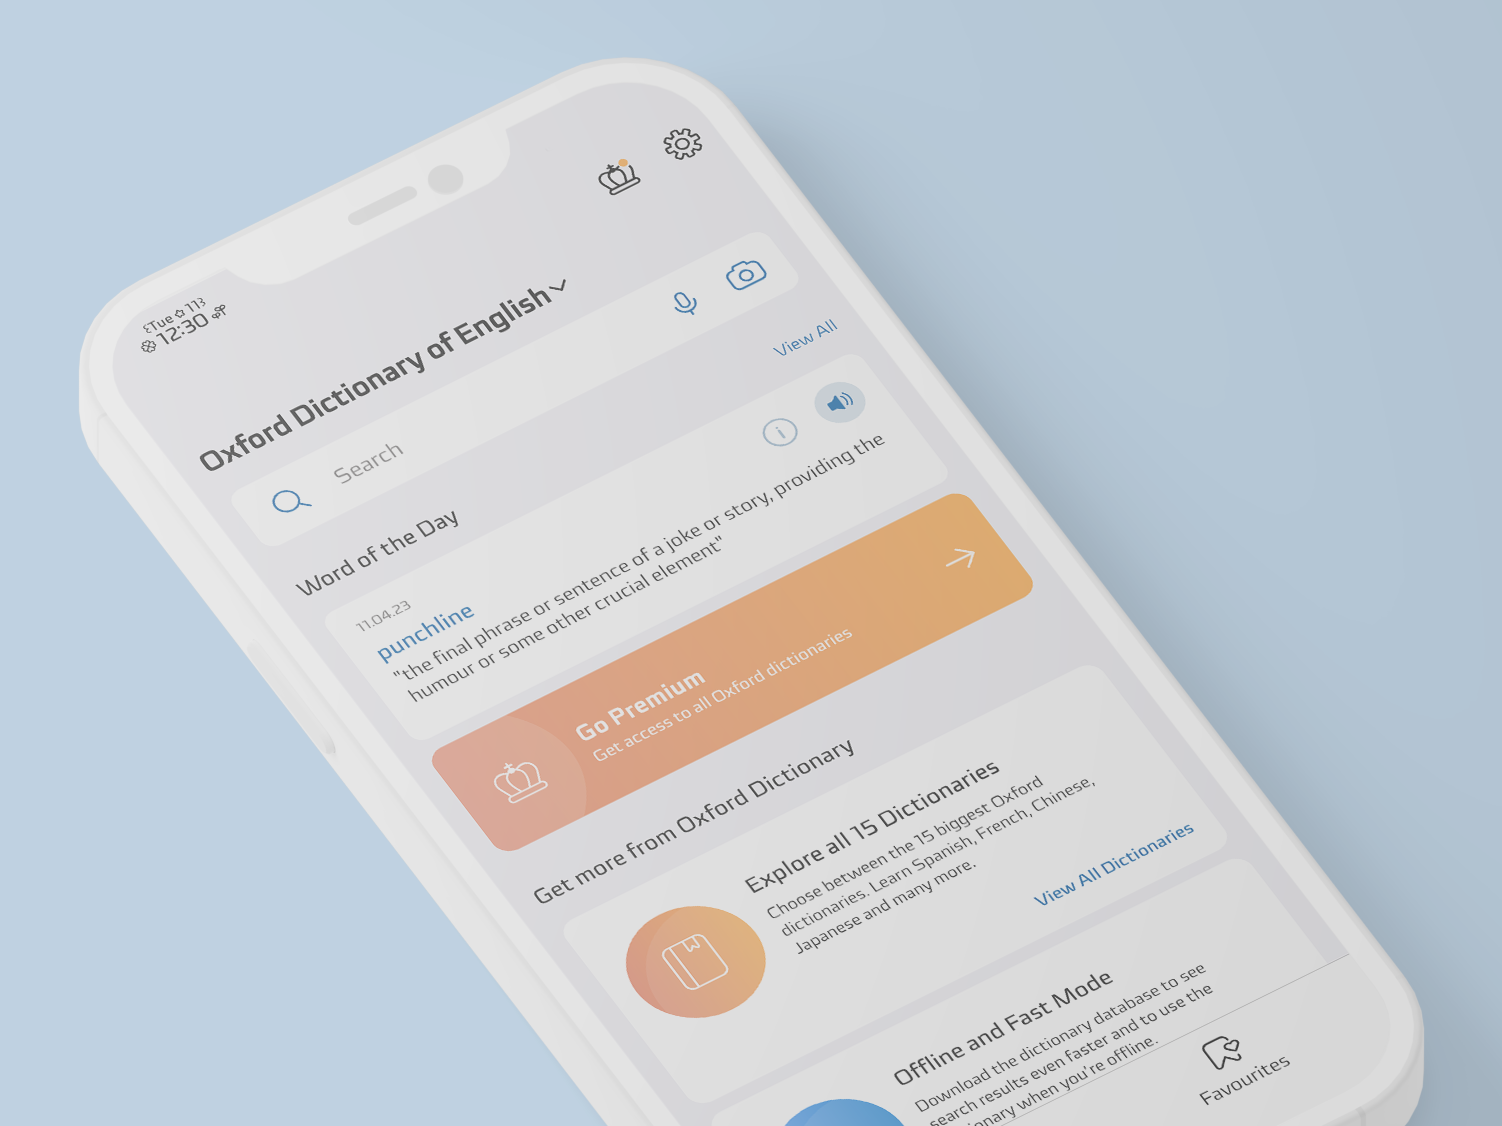 Tue 11
12:30
Oxford Dictionary of English
Search
Word of the Day
View All
11.04.23
punchline
"the final phrase or sentence of a joke or story, providing the
humour or some other crucial element"
Go Premium
Get access to all Oxford dictionaries
Get more from Oxford Dictionary
Explore all 15 Dictionaries
Choose between the 15 biggest Oxford
dictionaries. Learn Spanish, French, Chinese,
Japanese and many more.
View All Dictionaries
Offline and Fast Mode
Download the dictionary database to see
search results even faster and to use the
when you're offline.
Favourites